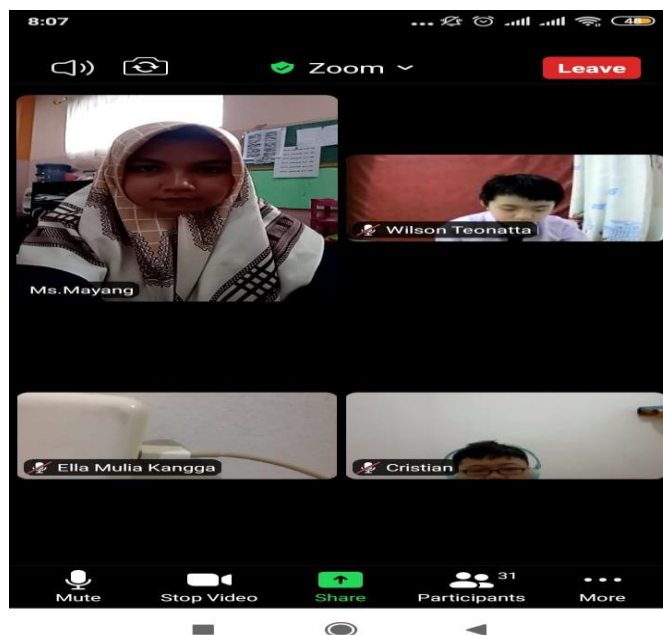 8:07
48
Zoom
Leave
Ms.Mayang
Wilson Teonatta
Ella Mulia Kangga
Cristian
31
Mute
Stop Video
Share
Participants
More